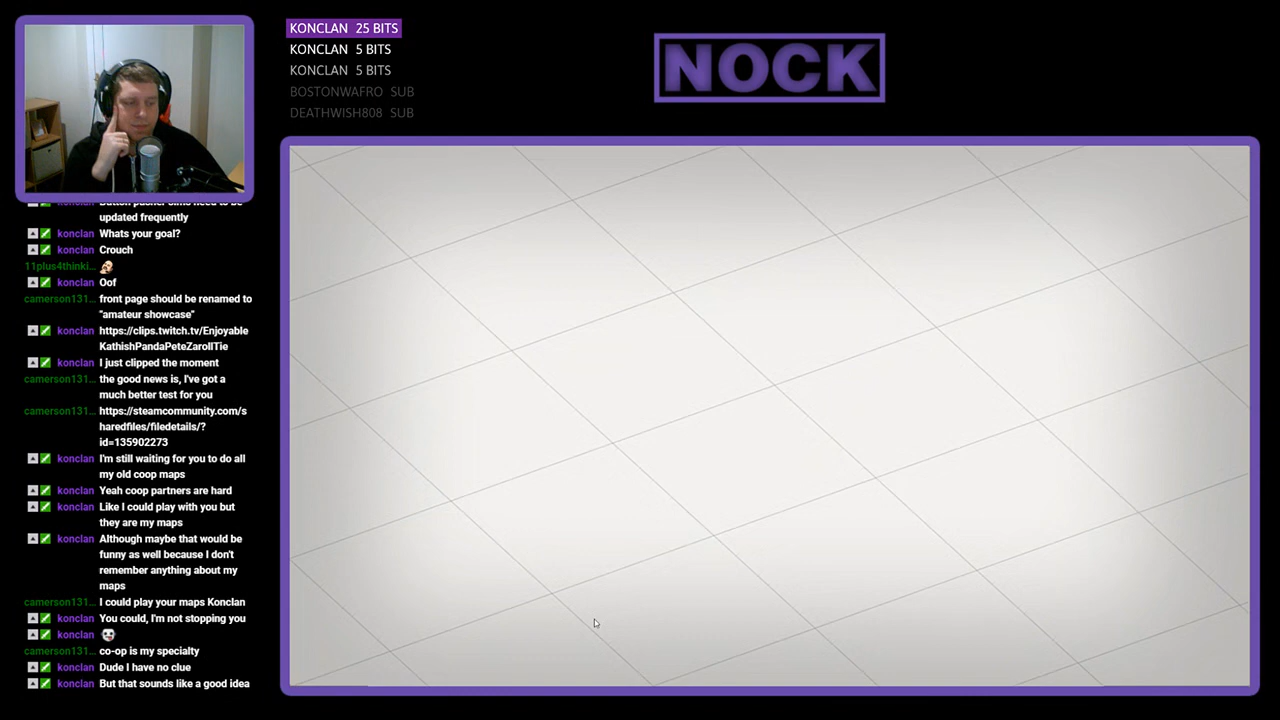 KONCLAN 25 BITS
KONCLAN 5 BITS
KONCLAN 5 BITS
BOSTONWAFRO SUB
DEATHWISH808 SUB
NOCK
updated frequently
konclan Whats your goal?
konclan Crouch
11plus4thinki...
konclan Oof
camerson131... front page should be renamed to
"amateur showcase"
konclan https://clips.twitch.tv/Enjoyable
KathishPandaPeteZarollTie
konclan I just clipped the moment
camerson131... the good news is, I've got a
much better test for you
camerson131... https://steamcommunity.com/s
haredfiles/filedetails/?
id=135902273
konclan I'm still waiting for you to do all
my old coop maps
konclan Yeah coop partners are hard
konclan Like I could play with you but
they are my maps
konclan Although maybe that would be
funny as well because I don't
remember anything about my
maps
camerson131... I could play your maps Konclan
konclan You could, I'm not stopping you
konclan
camerson131... co-op is my specialty
konclan Dude I have no clue
konclan But that sounds like a good idea